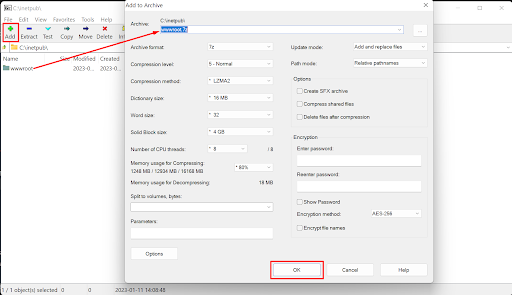 C:\inetpub\
File Edit View Favorites Tools Help
Add Extract Test Copy Move Delete
C:\inetpub\
Name Size Modified Created
wwwroot 2023-0... 2023-0...
1 / 1 object(s) selected 0 0 2023-01-11 14:08:48
Add to Archive
Archive: C:\inetpub\
wwwroot.7z
...
Archive format: 7z
Compression level: 5 - Normal
Compression method: * LZMA2
Dictionary size: * 16 MB
Word size: * 32
Solid Block size: * 4 GB
Number of CPU threads: * 8 / 8
Memory usage for Compressing:
1248 MB / 12934 MB / 16168 MB * 80%
Memory usage for Decompressing: 18 MB
Split to volumes, bytes:
Parameters:
Options
Update mode: Add and replace files
Path mode: Relative pathnames
Options
Create SFX archive
Compress shared files
Delete files after compression
Encryption
Enter password:
Reenter password:
Show Password
Encryption method: AES-256
Encrypt file names
OK Cancel Help